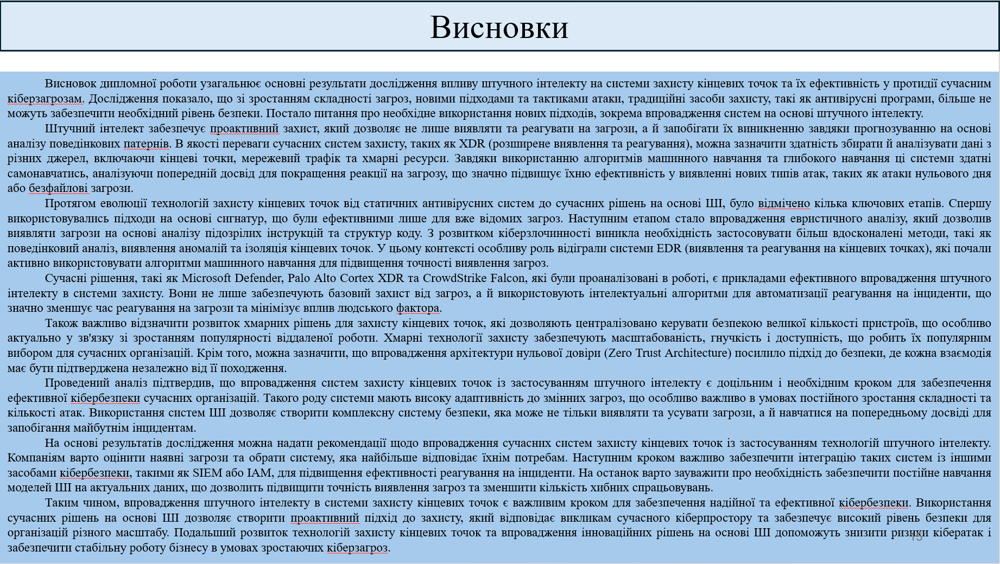 Висновки
Висновок дипломної роботи узагальнює основні результати дослідження впливу штучного інтелекту на системи захисту кінцевих точок та їх ефективність у протидії сучасним
кіберзагрозам. Дослідження показало, що зі зростанням складності загроз, новими підходами та тактиками атаки, традиційні засоби захисту, такі як антивірусні програми, більше не
можуть забезпечити необхідний рівень безпеки. Постало питання про необхідне використання нових підходів, зокрема впровадження систем на основі штучного інтелекту.
Штучний інтелект забезпечує проактивний захист, який дозволяє не лише виявляти та реагувати на загрози, а й запобігати їх виникненню завдяки прогнозуванню на основі
аналізу поведінкових патернів. В якості переваги сучасних систем захисту, таких як XDR (розширене виявлення та реагування), можна зазначити здатність збирати й аналізувати дані з
різних джерел, включаючи кінцеві точки, мережевий трафік та хмарні ресурси. Завдяки використанню алгоритмів машинного навчання та глибокого навчання ці системи здатні
самонавчатись, аналізуючи попередній досвід для покращення реакції на загрозу, що значно підвищує їхню ефективність у виявленні нових типів атак, таких як атаки нульового дня
або безфайлові загрози.
Протягом еволюції технологій захисту кінцевих точок від статичних антивірусних систем до сучасних рішень на основі ШІ, було відмічено кілька ключових етапів. Спершу
використовувались підходи на основі сигнатур, що були ефективними лише для вже відомих загроз. Наступним етапом стало впровадження евристичного аналізу, який дозволив
виявляти загрози на основі аналізу підозрілих інструкцій та структур коду. З розвитком кіберзлочинності виникла необхідність застосовувати більш вдосконалені методи, такі як
поведінковий аналіз, виявлення аномалій та ізоляція кінцевих точок. У цьому контексті особливу роль відіграли системи EDR (виявлення та реагування на кінцевих точках), які почали
активно використовувати алгоритми машинного навчання для підвищення точності виявлення загроз.
Сучасні рішення, такі як Microsoft Defender, Palo Alto Cortex XDR та CrowdStrike Falcon, які були проаналізовані в роботі, є прикладами ефективного впровадження штучного
інтелекту в системи захисту. Вони не лише забезпечують базовий захист від загроз, а й використовують інтелектуальні алгоритми для автоматизації реагування на інциденти, що
значно зменшує час реагування на загрози та мінімізує вплив людського фактора.
Також важливо відзначити розвиток хмарних рішень для захисту кінцевих точок, які дозволяють централізовано керувати безпекою великої кількості пристроїв, що особливо
актуально у зв'язку зі зростанням популярності віддаленої роботи. Хмарні технології захисту забезпечують масштабованість, гнучкість і доступність, що робить їх популярним
вибором для сучасних організацій. Крім того, можна зазначити, що впровадження архітектури нульової довіри (Zero Trust Architecture) посилило підхід до безпеки, де кожна взаємодія
має бути підтверджена незалежно від її походження.
Проведений аналіз підтвердив, що впровадження систем захисту кінцевих точок із застосуванням штучного інтелекту є доцільним і необхідним кроком для забезпечення
ефективної кібербезпеки сучасних організацій. Такого роду системи мають високу адаптивність до змінних загроз, що особливо важливо в умовах постійного зростання складності та
кількості атак. Використання систем ШІ дозволяє створити комплексну систему безпеки, яка може не тільки виявляти та усувати загрози, а й навчатися на попередньому досвіді для
запобігання майбутнім інцидентам.
На основі результатів дослідження можна надати рекомендації щодо впровадження сучасних систем захисту кінцевих точок із застосуванням технологій штучного інтелекту.
Компаніям варто оцінити наявні загрози та обрати систему, яка найбільше відповідає їхнім потребам. Наступним кроком важливо забезпечити інтеграцію таких систем із іншими
засобами кібербезпеки, такими як SIEM або IAM, для підвищення ефективності реагування на інциденти. На останок варто зауважити про необхідність забезпечити постійне навчання
моделей ШІ на актуальних даних, що дозволить підвищити точність виявлення загроз та зменшити кількість хибних спрацьовувань.
Таким чином, впровадження штучного інтелекту в системи захисту кінцевих точок є важливим кроком для забезпечення надійної та ефективної кібербезпеки. Використання
сучасних рішень на основі ШІ дозволяє створити проактивний підхід до захисту, який відповідає викликам сучасного кіберпростору та забезпечує високий рівень безпеки для
організацій різного масштабу. Подальший розвиток технологій захисту кінцевих точок та впровадження інноваційних рішень на основі ШІ допоможуть знизити ризики кібератак і
забезпечити стабільну роботу бізнесу в умовах зростаючих кіберзагроз.
15